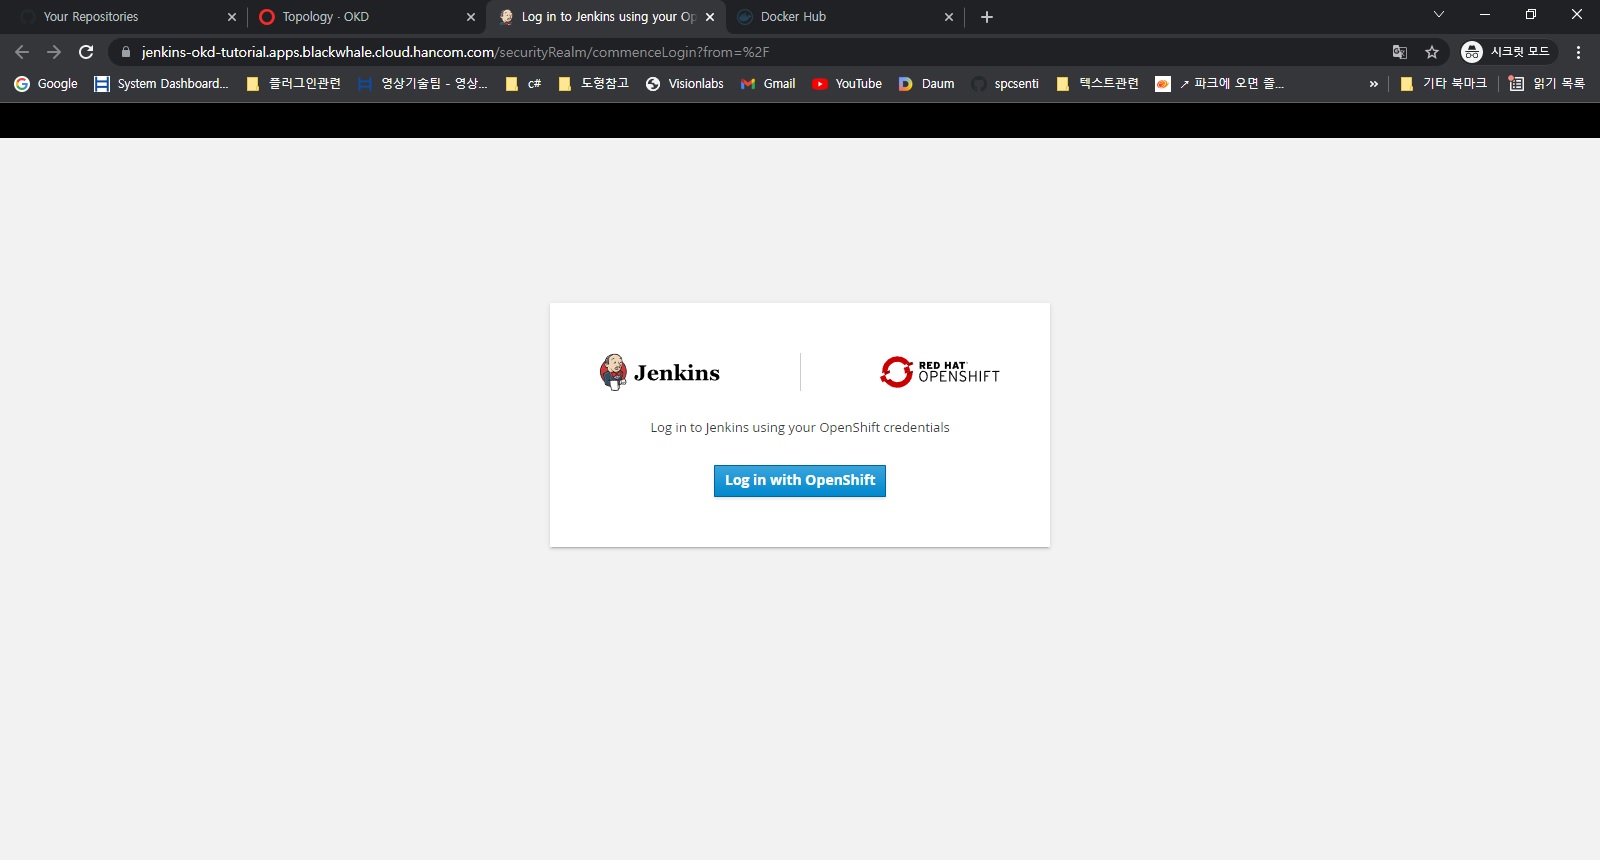 Your Repositories
Topology · OKD
Log in to Jenkins using your Op
Docker Hub
jenkins-okd-tutorial.apps.blackwhale.cloud.hancom.com/securityRealm/commenceLogin?from=%2F
시크릿 모드
Google
System Dashboard...
플러그인관련
영상기술팀 - 영상...
c#
도형참고
Visionlabs
Gmail
YouTube
Daum
spcsenti
텍스트관련
↗ 파크에 오면 즐...
»
기타 북마크
읽기 목록
Jenkins
RED HAT
OPENSHIFT
Log in to Jenkins using your OpenShift credentials
Log in with OpenShift